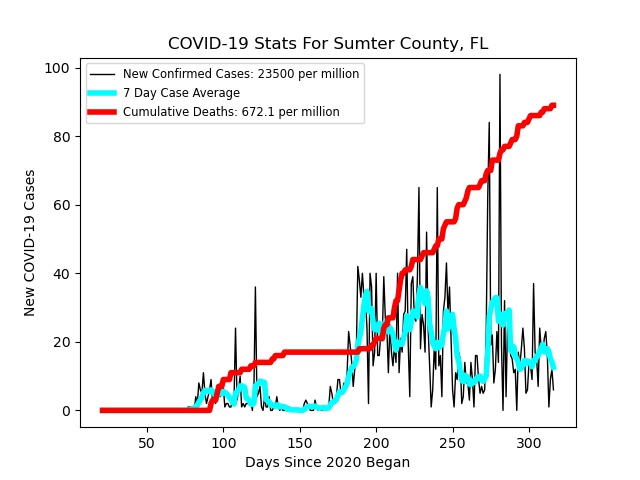 COVID-19 Stats For Sumter County, FL
New Confirmed Cases: 23500 per million
7 Day Case Average
Cumulative Deaths: 672.1 per million
New COVID-19 Cases
100
80
60
40
20
0
50 100 150 200 250 300
Days Since 2020 Began